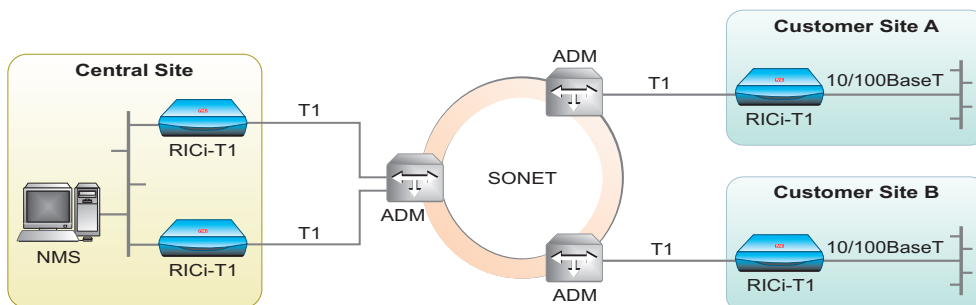 Central Site
RICi-T1
T1
RICi-T1
T1
NMS
ADM
SONET
ADM
T1
ADM
T1
Customer Site A
10/100BaseT
RICi-T1
Customer Site B
10/100BaseT
RICi-T1